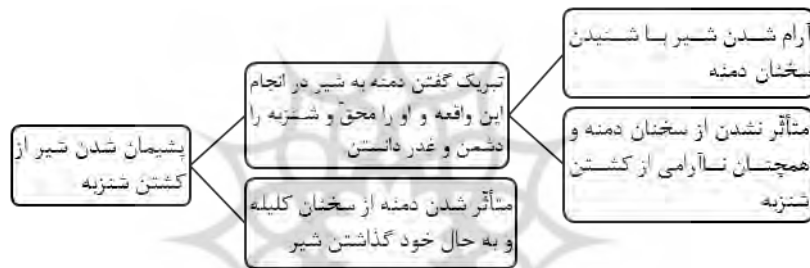 آرام شدن شیر با شنیدن
سخنان دمنه
تبریک گفتن دمنه به شیر در انجام
این واقعه و او را محقّ و شنزبه را
دشمن و غدر دانستن
متأثّر نشدن از سخنان دمنه و
همچنان ناآرامی از کشتن
شنزبه
پشیمان شدن شیر از
کشتن شنزبه
متأثّر شدن دمنه از سخنان کلیله
و به حال خود گذاشتن شیر